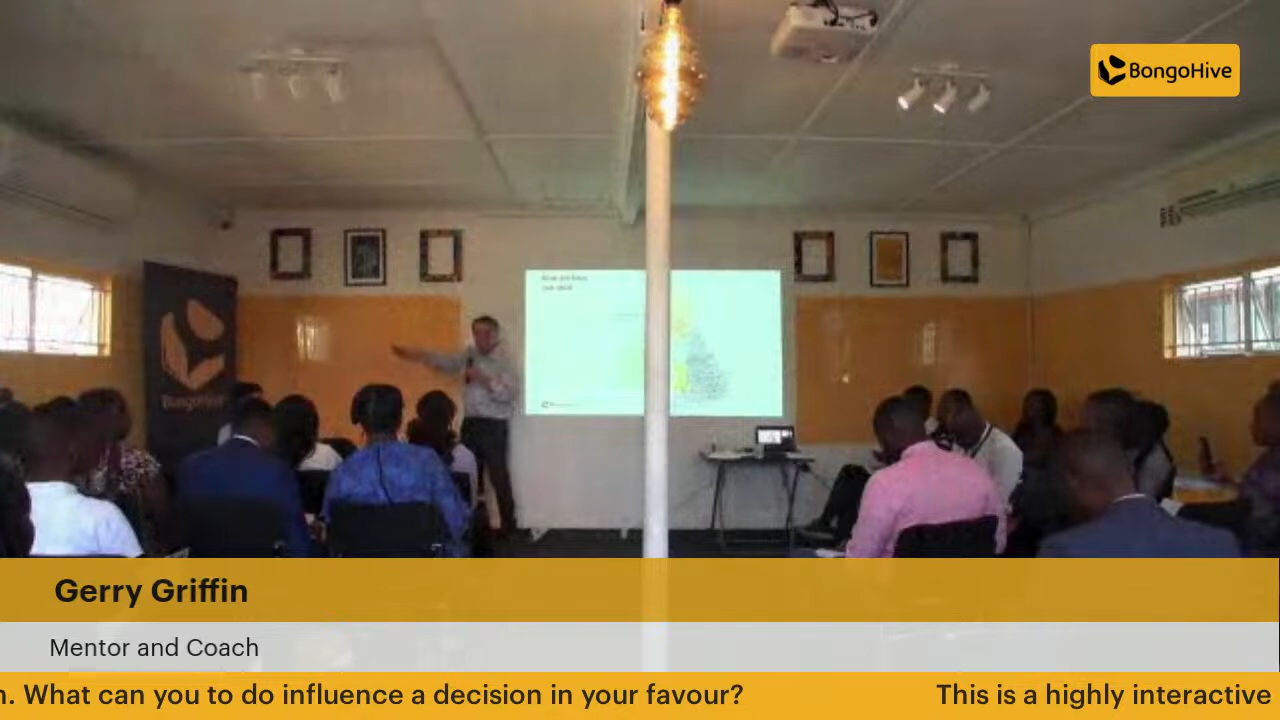 BongoHive
BongoHive
Gerry Griffin
Mentor and Coach
n. What can you to do influence a decision in your favour?
This is a highly interactive